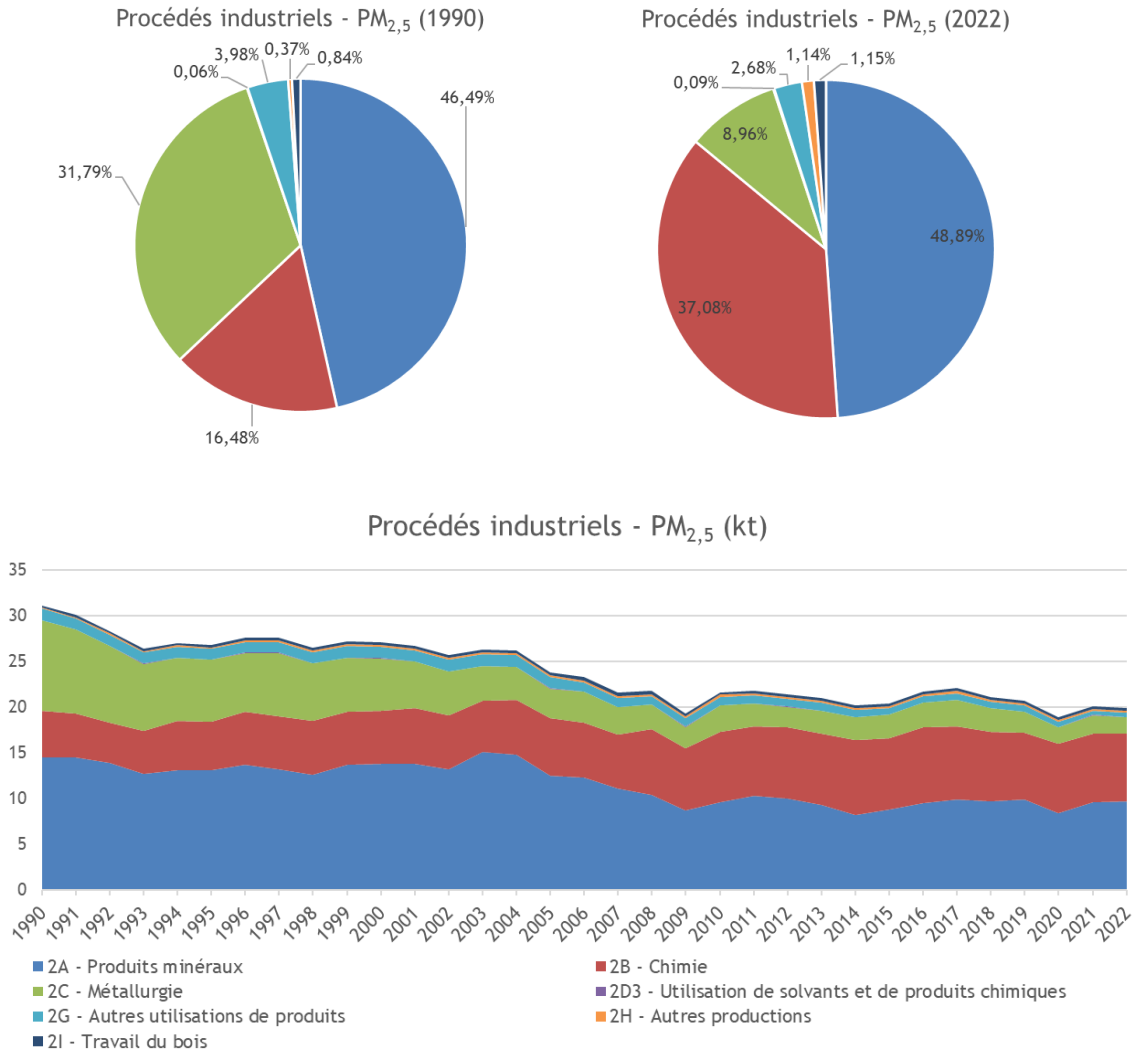 Procédés industriels - PM2,5 (1990)
3,98%
0,37%
0,84%
0,06%
46,49%
31,79%
16,48%
Procédés industriels - PM2,5 (2022)
1,14%
1,15%
2,68%
0,09%
8,96%
48,89%
37,08%
Procédés industriels - PM2,5 (kt)
35
30
25
20
15
10
5
0
1990 1991 1992 1993 1994 1995 1996 1997 1998 1999 2000 2001 2002 2003 2004 2005 2006 2007 2008 2009 2010 2011 2012 2013 2014 2015 2016 2017 2018 2019 2020 2021 2022
2A - Produits minéraux
2B - Chimie
2C - Métallurgie
2D3 - Utilisation de solvants et de produits chimiques
2G - Autres utilisations de produits
2H - Autres productions
2I - Travail du bois